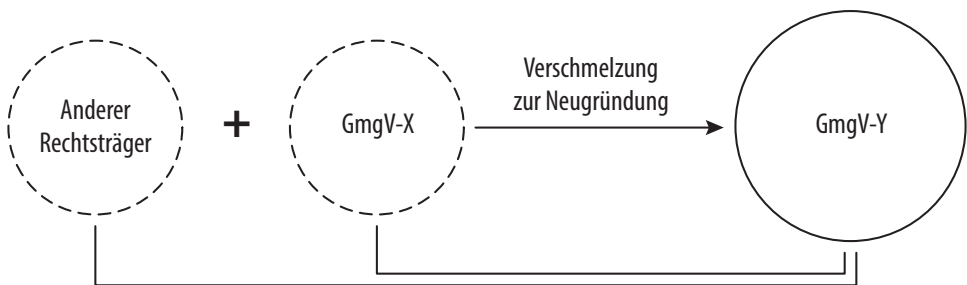 Anderer
Rechtsträger
+
GmgV-X
Verschmelzung
zur Neugründung
GmgV-Y